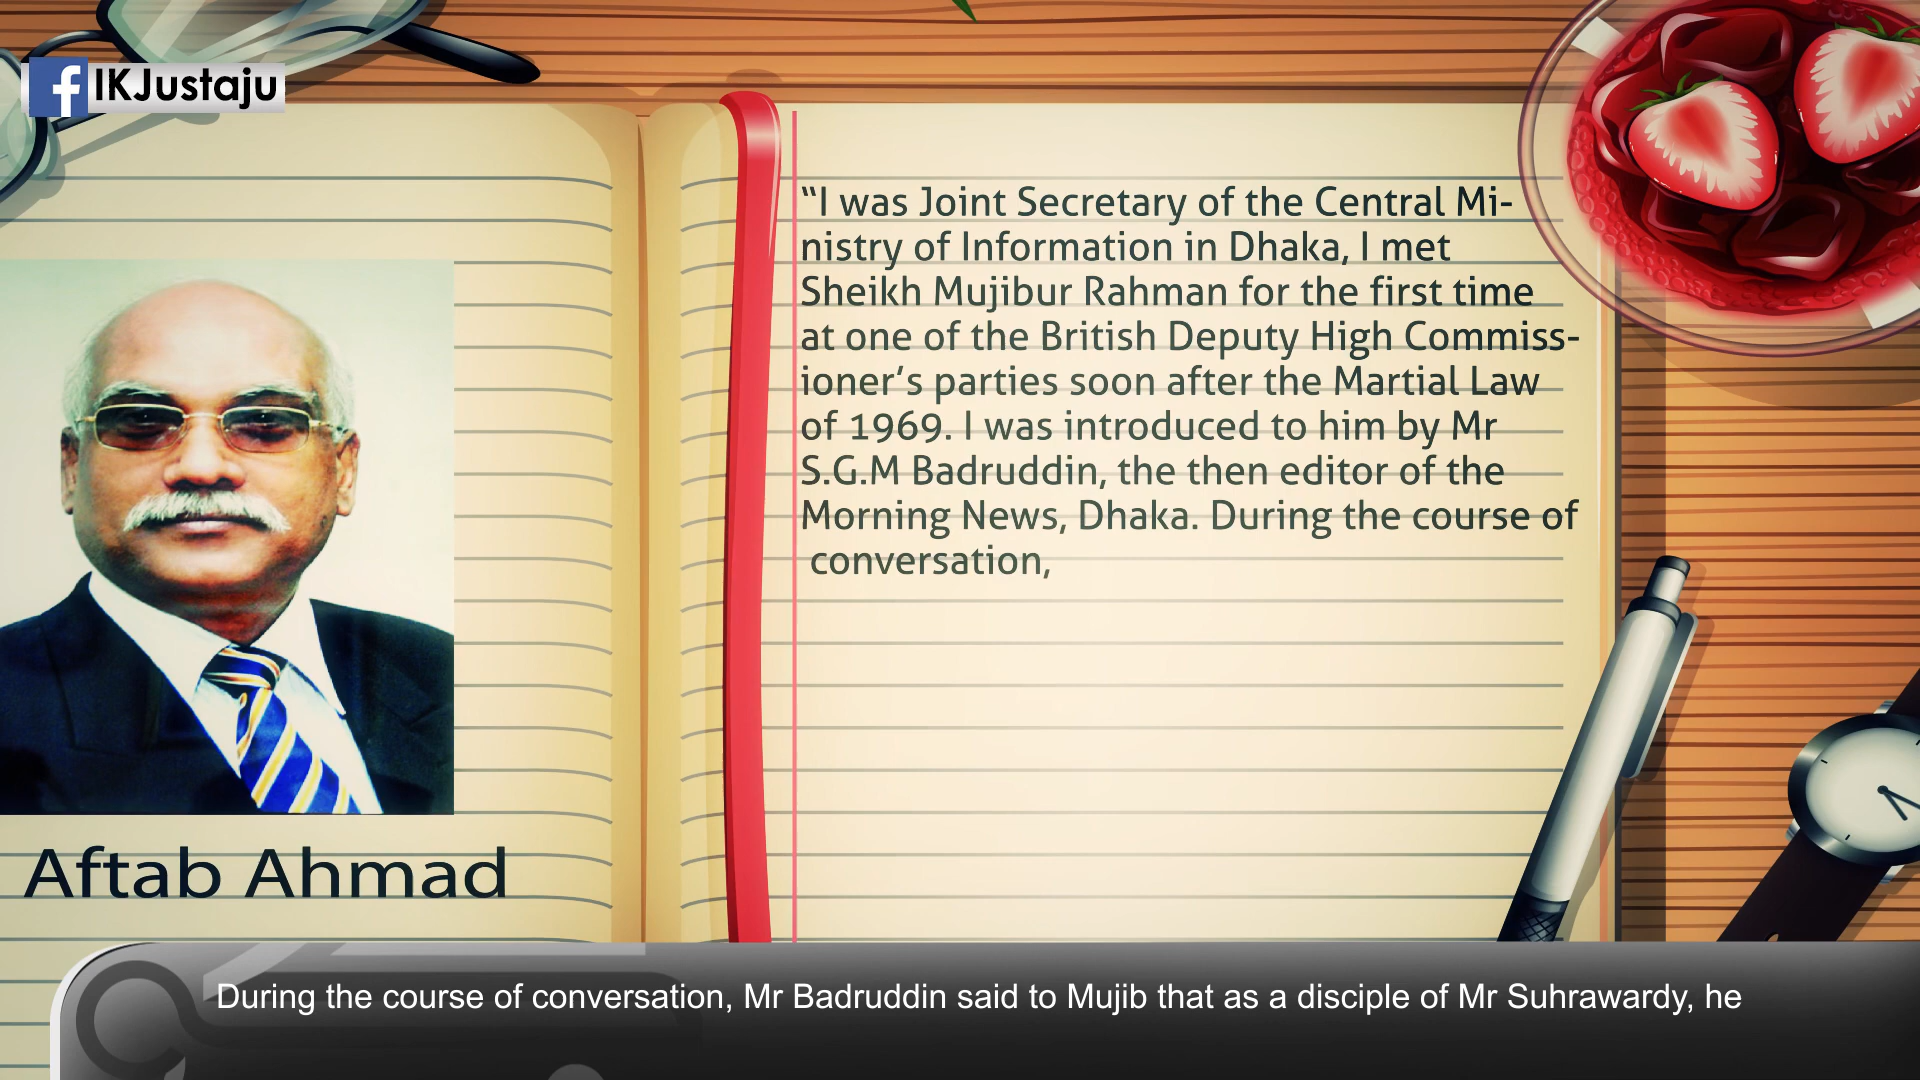 IKJustaju
“I was Joint Secretary of the Central Mi-
nistry of Information in Dhaka, I met
Sheikh Mujibur Rahman for the first time
at one of the British Deputy High Commiss-
ioner’s parties soon after the Martial Law
of 1969. I was introduced to him by Mr
S.G.M Badruddin, the then editor of the
Morning News, Dhaka. During the course of
conversation,
Aftab Ahmad
During the course of conversation, Mr Badruddin said to Mujib that as a disciple of Mr Suhrawardy, he